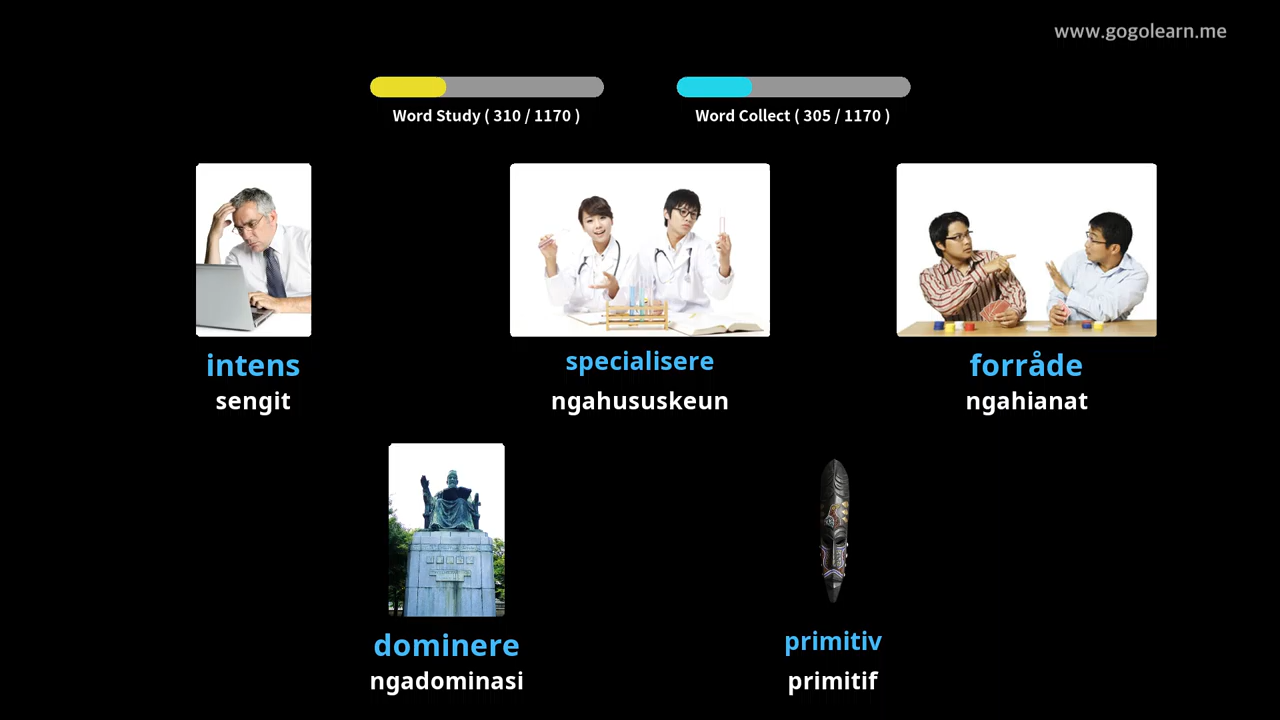 www.gogolearn.me
Word Study ( 310 / 1170 )
Word Collect ( 305 / 1170 )
intens
sengit
specialisere
ngahususkeun
forråde
ngahianat
dominere
ngadominasi
primitiv
primitif